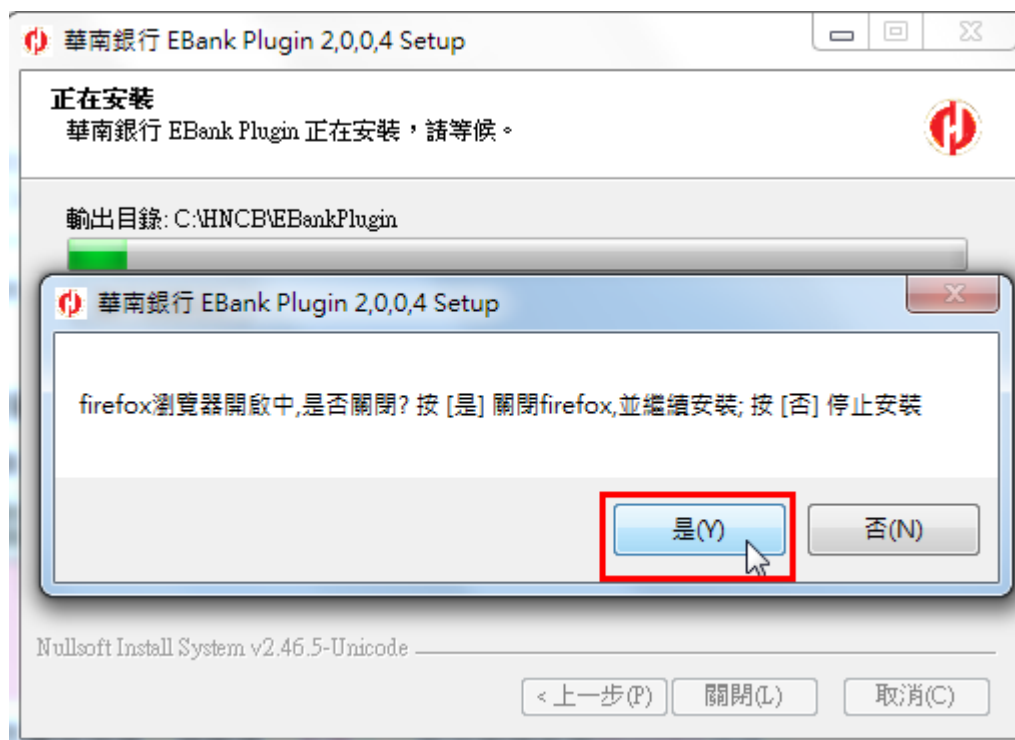 華南銀行 EBank Plugin 2,0,0,4 Setup
正在安裝
華南銀行 EBank Plugin 正在安裝，請等候。
輸出目錄: C:\HNCB\EBankPlugin
華南銀行 EBank Plugin 2,0,0,4 Setup
firefox瀏覽器開啟中,是否關閉? 按 [是] 關閉firefox,並繼續安裝; 按 [否] 停止安裝
是(Y) 否(N)
Nullsoft Install System v2.46.5-Unicode
< 上一步(P) 關閉(L) 取消(C)